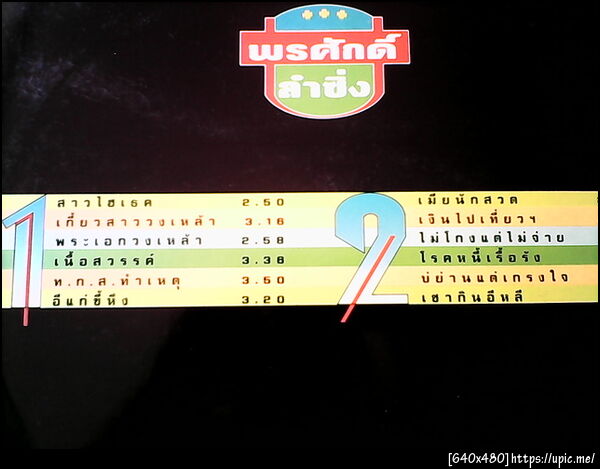 พรศักดิ์
ลำซิ่ง
1
สาวไฮเธค 2.50
เกี้ยวสาววงเหล้า 3.16
พระเอกวงเหล้า 2.58
เนื้อสวรรค์ 3.38
ท.ก.ส.ทำเหตุ 3.50
อีแก่ขี้หึง 3.20
2
เมียนักสวด
เงินไปเที่ยวฯ
ไม่โกงแต่ไม่จ่าย
โรคหนี้เรื้อรัง
บ่ย่านแต่เกรงใจ
เฮากินอีหลี
[640x480] https://upic.me/